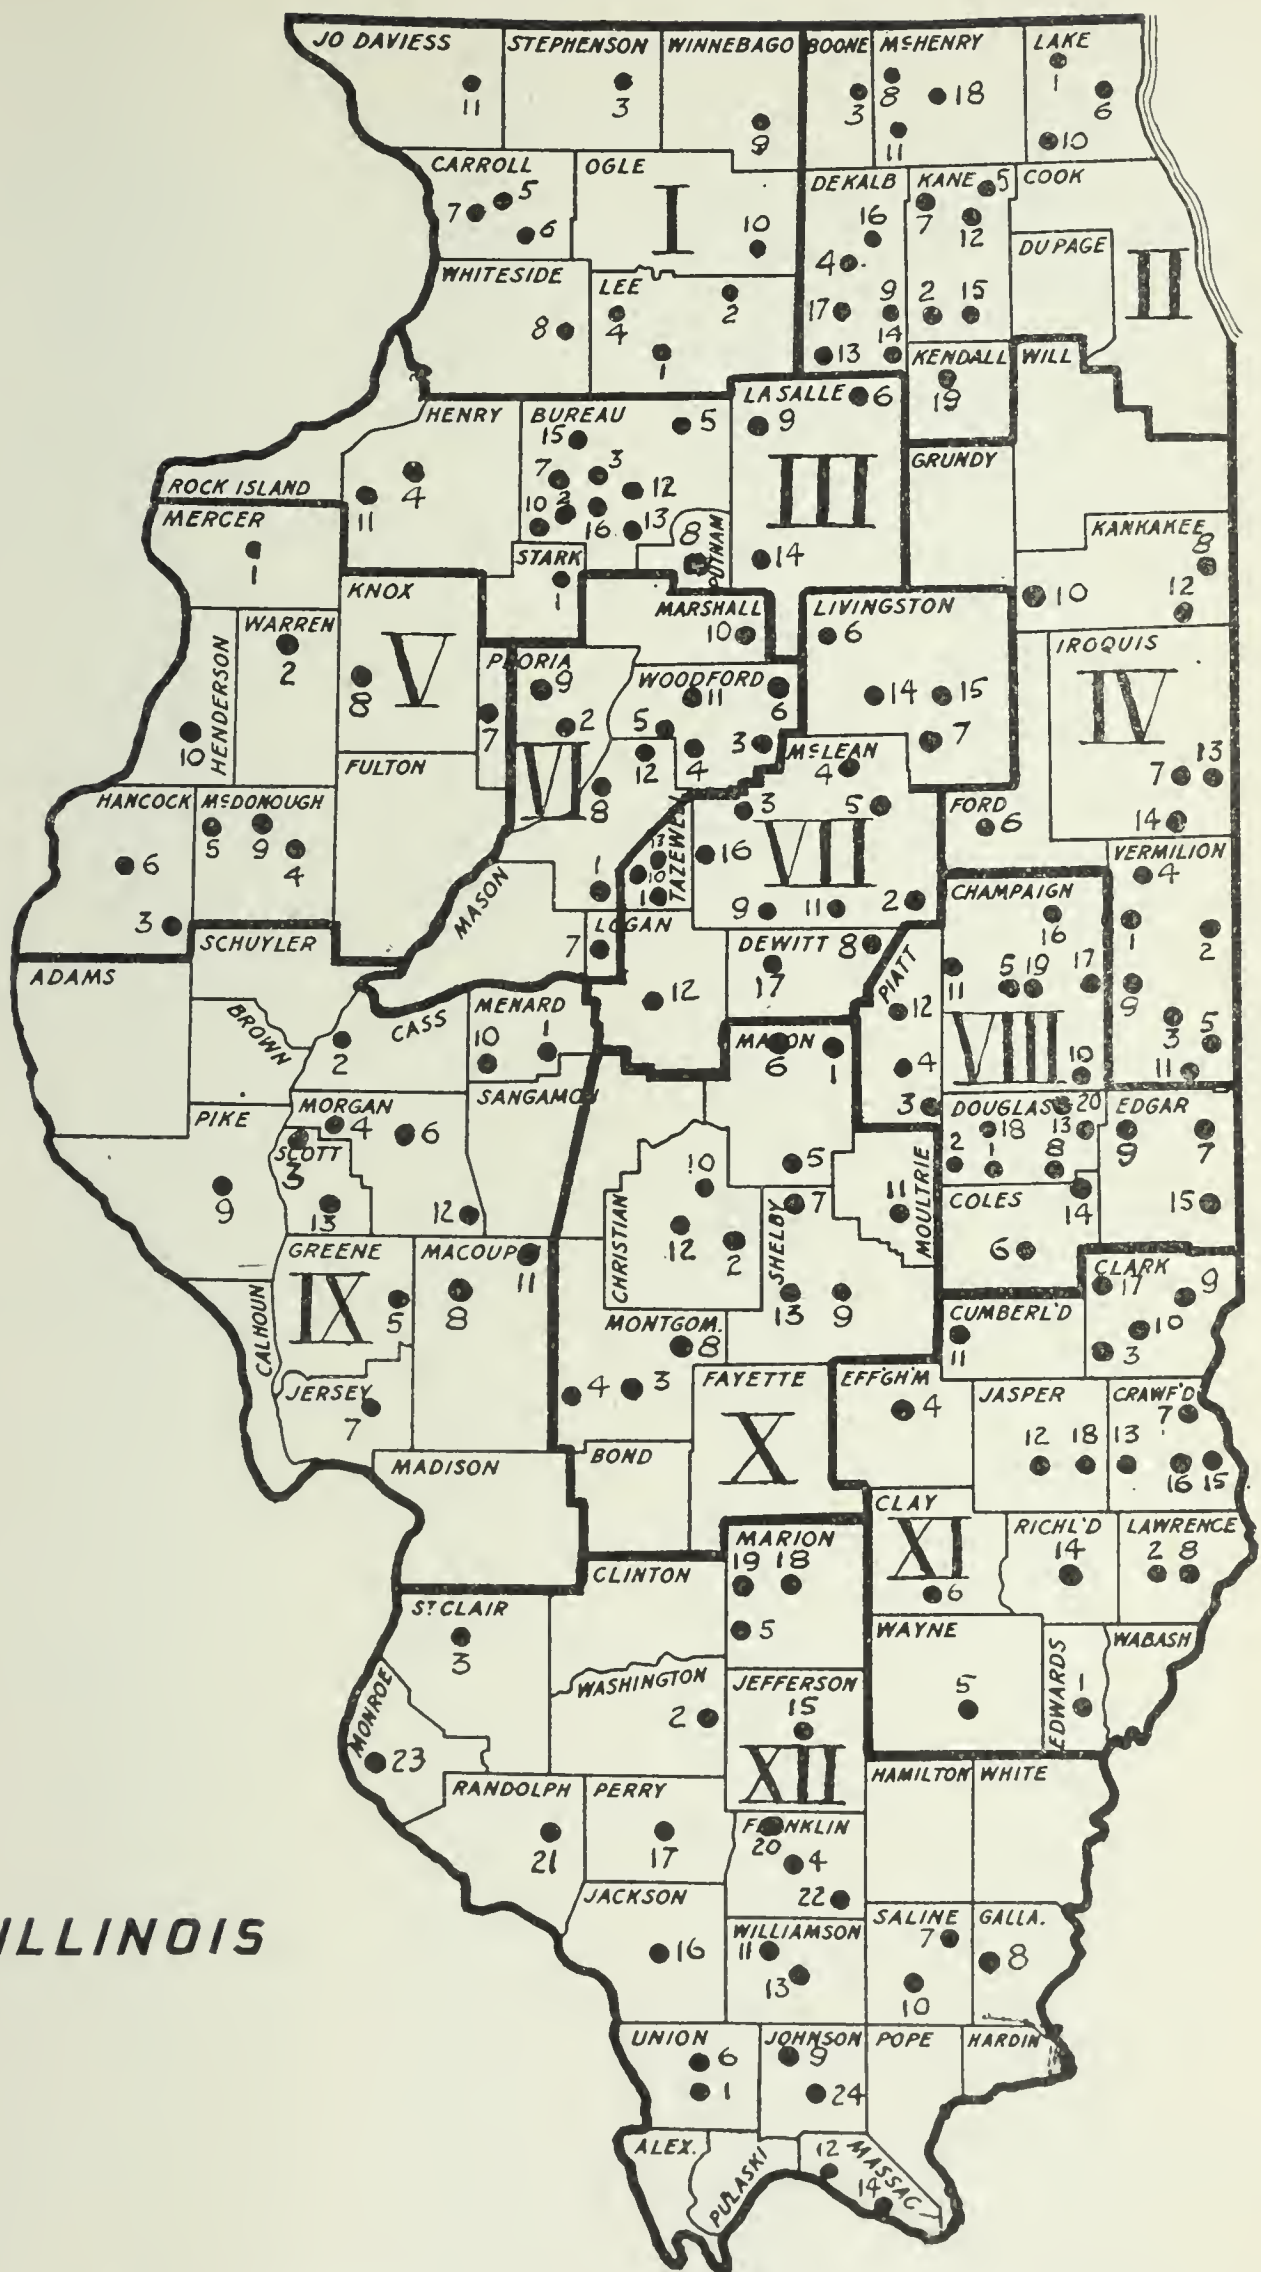 JO DAVIESS
11
STEPHENSON
3
WINNEBAGO
9
BOONE
3
McHENRY
8
18
11
LAKE
1
6
10
CARROLL
5
7
6
OGLE
I
10
DEKALB
16
4
17
9
13
14
KANE
5
7
12
2
15
COOK
DU PAGE
II
WHITESIDE
8
LEE
4
2
1
KENDALL
19
WILL
HENRY
4
11
BUREAU
15
5
7
3
12
10
2
16
13
LASALLE
6
9
III
14
GRUNDY
ROCK ISLAND
MERCER
1
STARK
1
8
PUTNAM
KANKAKEE
8
10
12
KNOX
V
8
MARSHALL
10
LIVINGSTON
6
14
15
7
IROQUIS
IV
7
13
14
HENDERSON
10
WARREN
2
PEORIA
9
7
2
VI
WOODFORD
11
6
5
4
3
12
8
1
FULTON
McLEAN
4
3
5
VII
16
9
11
2
FORD
6
HANCOCK
6
3
McDONOUGH
5
9
4
TAZEWELL
13
10
1
VERMILION
4
1
2
9
3
5
11
MASON
CHAMPAIGN
16
11
5
19
17
VIII
10
SCHUYLER
LOGAN
7
12
DEWITT
8
17
PIATT
12
4
3
ADAMS
BROWN
CASS
2
MENARD
10
1
MACON
6
1
5
SANGAMON
PIKE
9
MORGAN
4
6
12
SCOTT
3
13
DOUGLAS
20
18
13
2
1
8
EDGAR
9
7
15
CHRISTIAN
10
12
2
SHELBY
7
13
9
MOULTRIE
11
COLES
14
6
GREENE
IX
5
MACOUPIN
11
8
CLARK
17
9
10
3
CALHOUN
JERSEY
7
MONTGOM.
8
4
3
CUMBERL'D
11
FAYETTE
X
EFF'GH'M
4
JASPER
12
18
CRAWF'D
7
13
16
15
MADISON
BOND
CLAY
XI
6
RICHL'D
14
LAWRENCE
2
8
MARION
19
18
5
CLINTON
ST. CLAIR
3
WAYNE
5
EDWARDS
1
WABASH
MONROE
23
WASHINGTON
2
JEFFERSON
15
XII
HAMILTON
WHITE
RANDOLPH
21
PERRY
17
FRANKLIN
20
4
22
JACKSON
16
WILLIAMSON
11
13
SALINE
7
10
GALLA.
8
ILLINOIS
UNION
6
1
JOHNSON
9
24
POPE
HARDIN
ALEX.
PULASKI
MASSAC
12
14